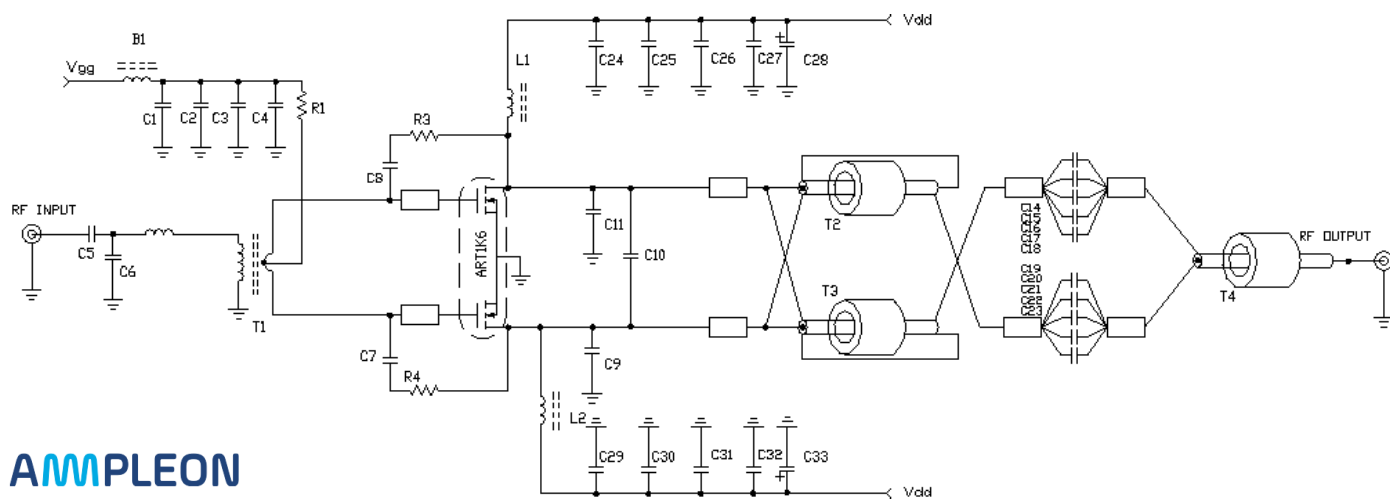 Vdd
B1
Vgg
L1
C24
C25
C26
C27
+
C28
C1
C2
C3
C4
R1
R3
C8
RF INPUT
C5
C6
T1
ART1K6
C11
C10
T2
T3
C14
C15
C16
C17
C18
C19
C20
C21
C22
C23
RF OUTPUT
T4
C7
R4
C9
L2
C29
C30
C31
C32
+
C33
Vdd
AMPLEON